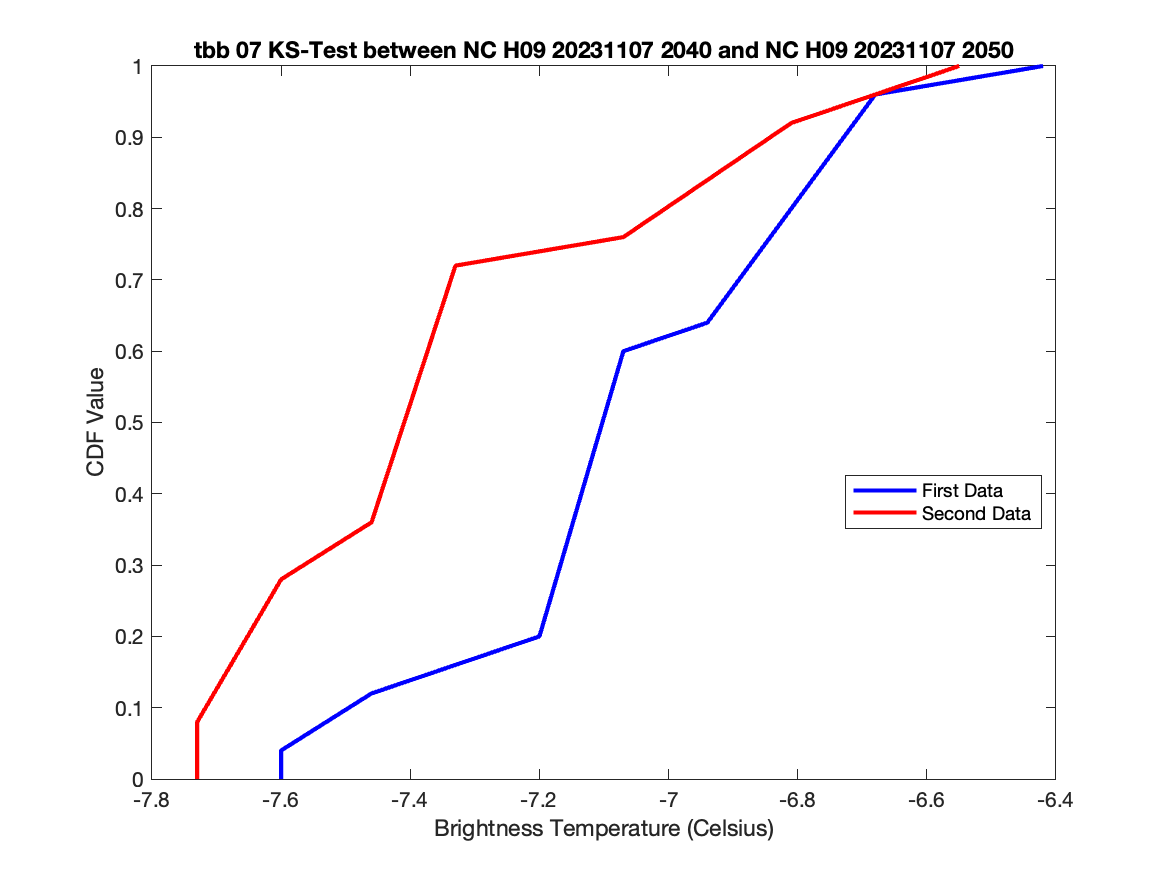 tbb 07 KS-Test between NC H09 20231107 2040 and NC H09 20231107 2050
1
0.9
0.8
0.7
0.6
0.5
0.4
0.3
0.2
0.1
0
CDF Value
First Data
Second Data
-7.8 -7.6 -7.4 -7.2 -7 -6.8 -6.6 -6.4
Brightness Temperature (Celsius)